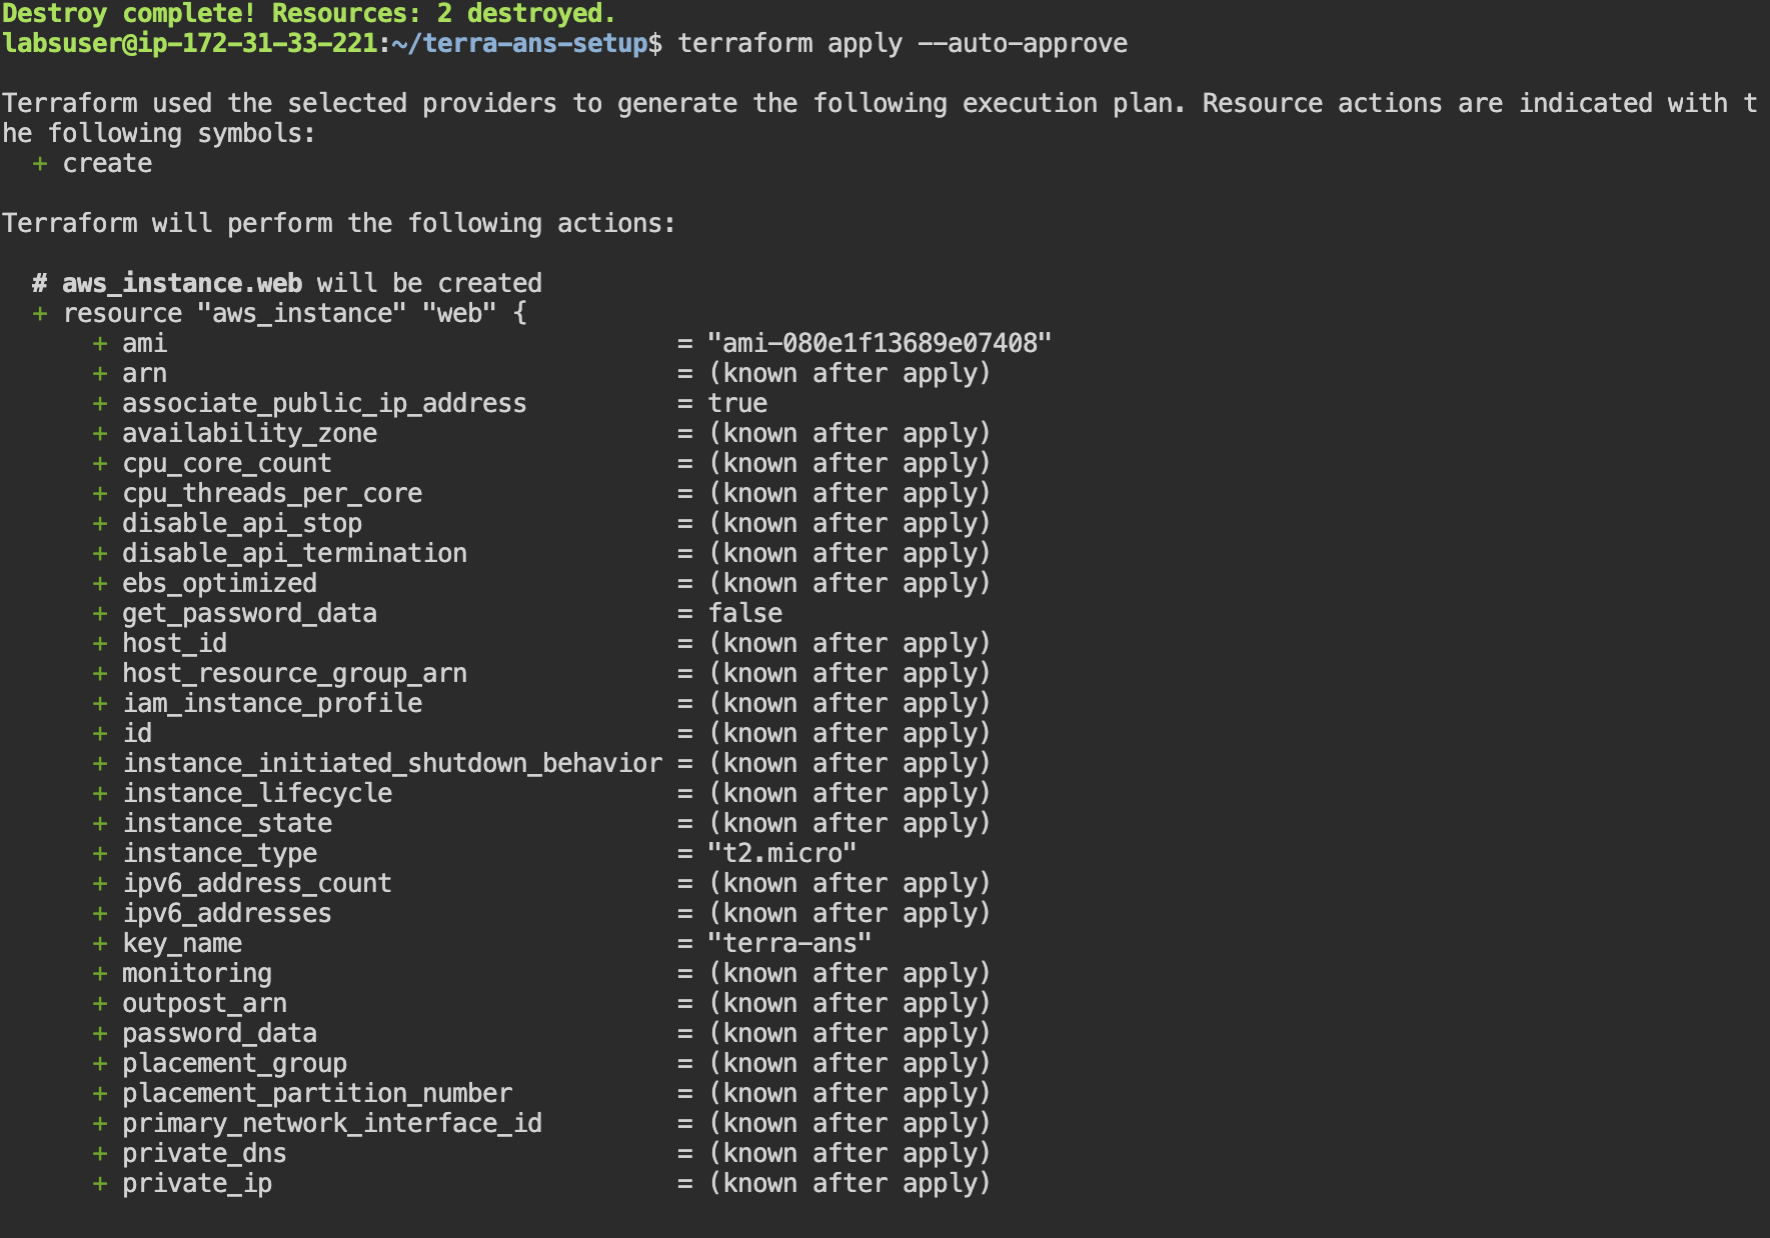 Destroy complete! Resources: 2 destroyed.
labsuser@ip-172-31-33-221:~/terra-ans-setup$ terraform apply --auto-approve
Terraform used the selected providers to generate the following execution plan. Resource actions are indicated with t
he following symbols:
+ create
Terraform will perform the following actions:
# aws_instance.web will be created
+ resource "aws_instance" "web" {
+ ami = "ami-080e1f13689e07408"
+ arn = (known after apply)
+ associate_public_ip_address = true
+ availability_zone = (known after apply)
+ cpu_core_count = (known after apply)
+ cpu_threads_per_core = (known after apply)
+ disable_api_stop = (known after apply)
+ disable_api_termination = (known after apply)
+ ebs_optimized = (known after apply)
+ get_password_data = false
+ host_id = (known after apply)
+ host_resource_group_arn = (known after apply)
+ iam_instance_profile = (known after apply)
+ id = (known after apply)
+ instance_initiated_shutdown_behavior = (known after apply)
+ instance_lifecycle = (known after apply)
+ instance_state = (known after apply)
+ instance_type = "t2.micro"
+ ipv6_address_count = (known after apply)
+ ipv6_addresses = (known after apply)
+ key_name = "terra-ans"
+ monitoring = (known after apply)
+ outpost_arn = (known after apply)
+ password_data = (known after apply)
+ placement_group = (known after apply)
+ placement_partition_number = (known after apply)
+ primary_network_interface_id = (known after apply)
+ private_dns = (known after apply)
+ private_ip = (known after apply)